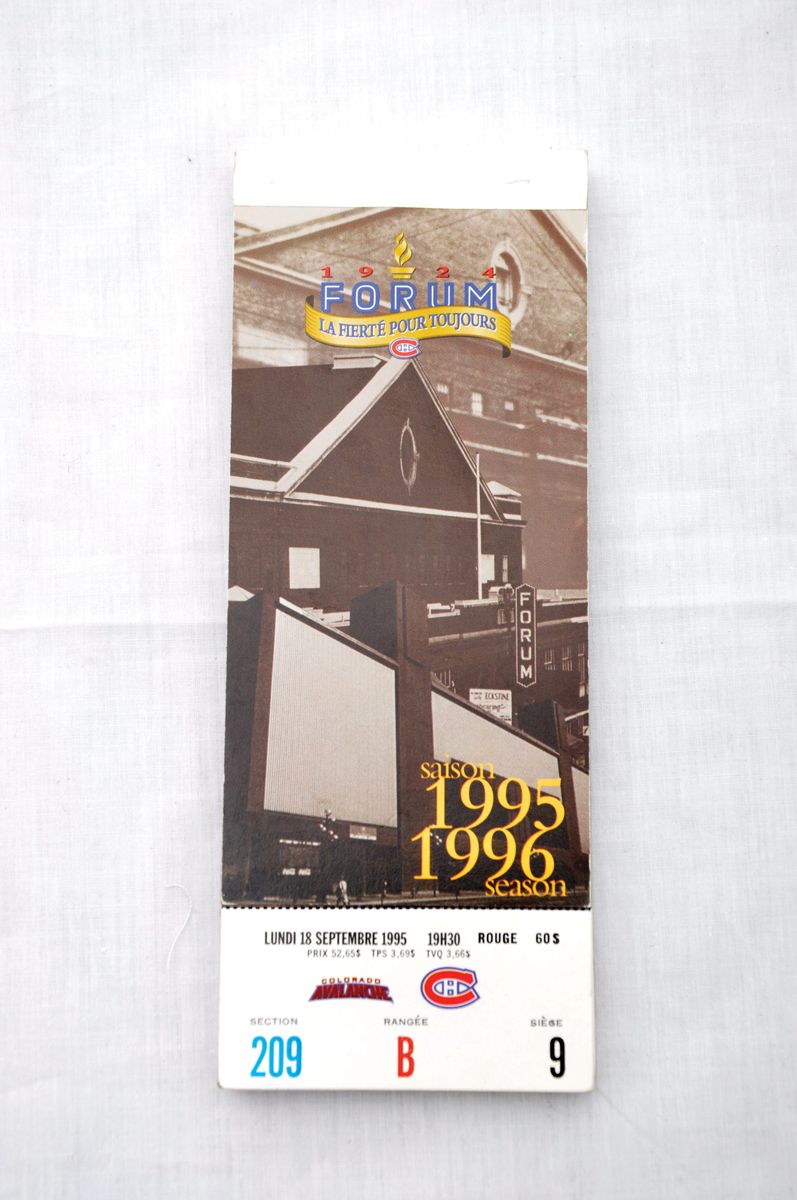 1924
FORUM
LA FIERTÉ POUR TOUJOURS
FORUM
ECKSTINE
saison
1995
1996
season
LUNDI 18 SEPTEMBRE 1995 19H30 ROUGE 60$
PRIX 52,65$ TPS 3,69$ TVQ 3,66$
COLORADO
AVALANCHE
SECTION RANGÉE SIÈGE
209 B 9